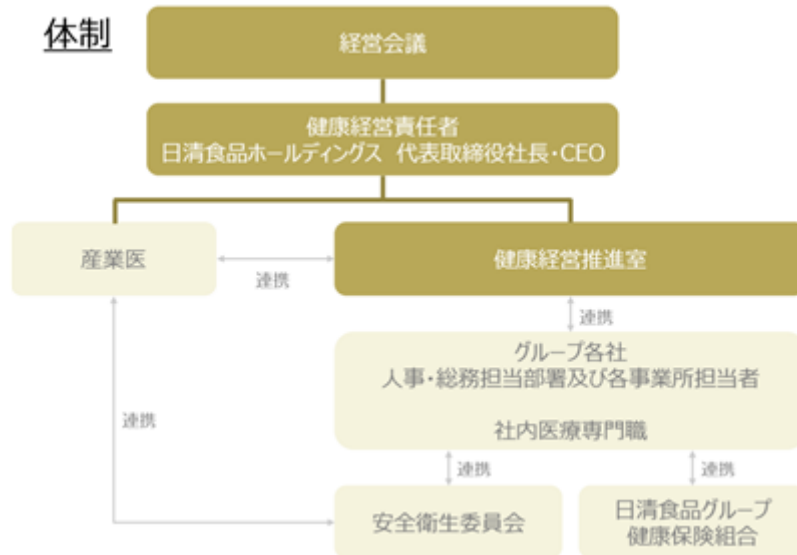 体制
経営会議
健康経営責任者
日清食品ホールディングス 代表取締役社長・CEO
産業医
連携
健康経営推進室
連携
グループ各社
人事・総務担当部署及び各事業所担当者
社内医療専門職
連携
連携
連携
安全衛生委員会
日清食品グループ
健康保険組合